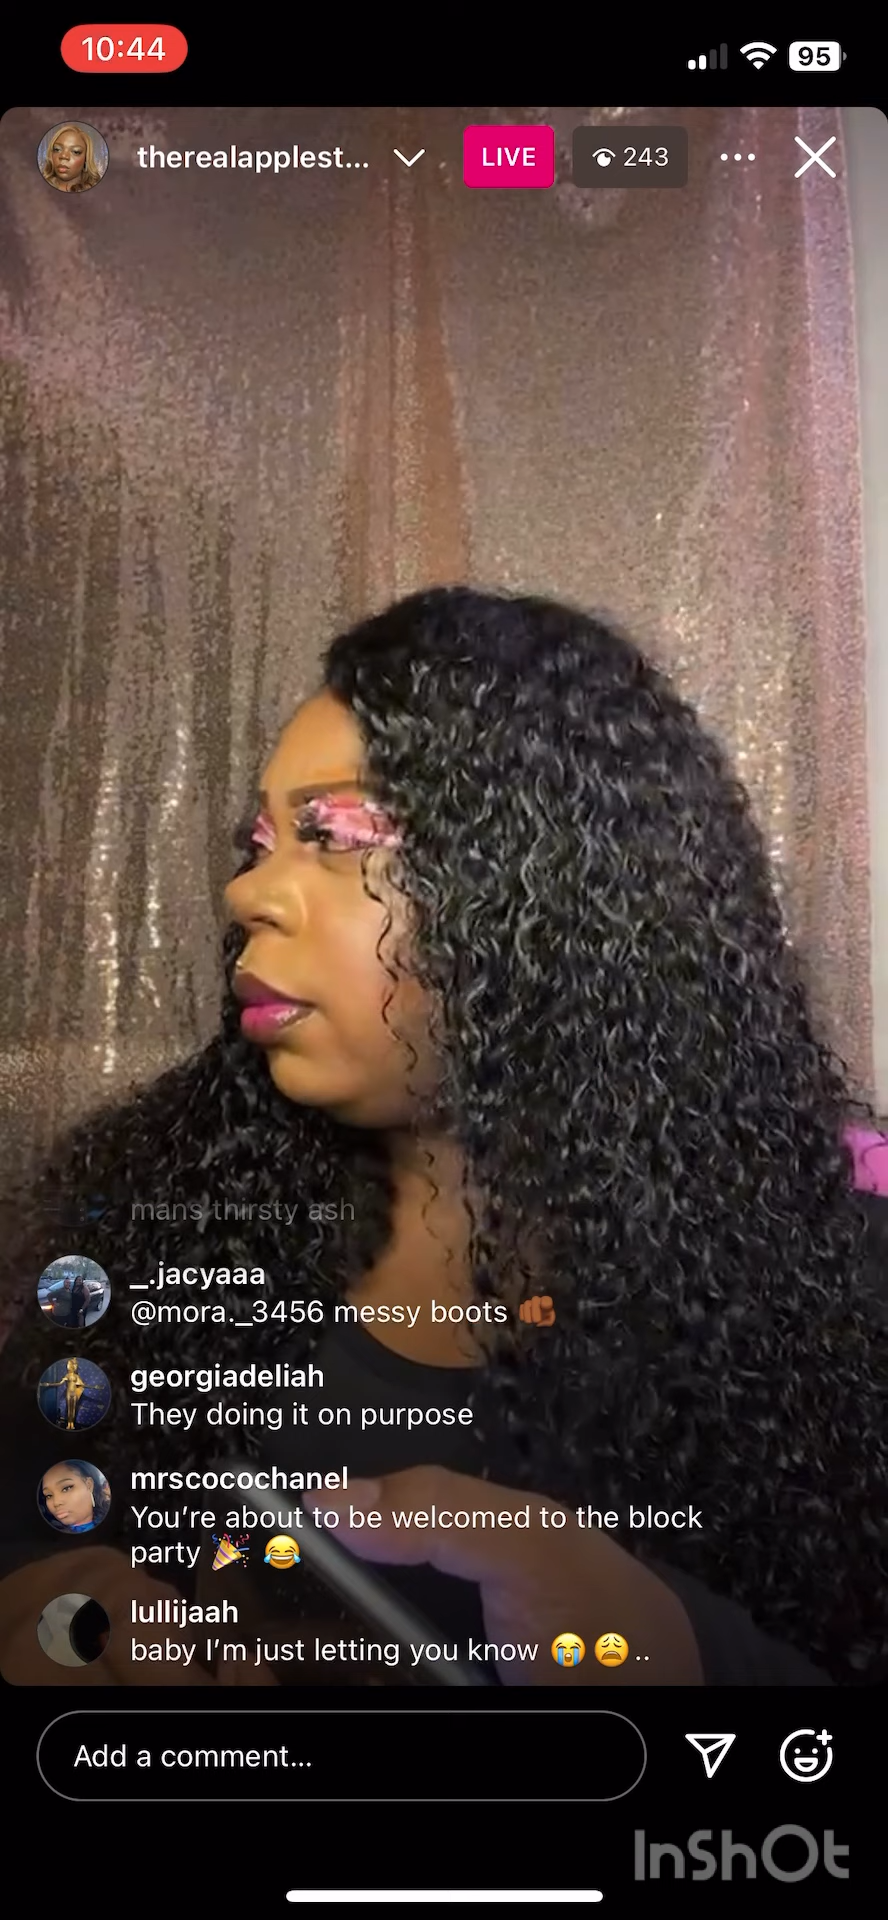 10:44
95
therealapplest...
LIVE
243
mans thirsty ash
_.jacyaaa
@mora._3456 messy boots 🫵🏾
georgiadeliah
They doing it on purpose
mrscocochanel
You’re about to be welcomed to the block
party 🎉 😂
lullijaah
baby I’m just letting you know 😭 😩..
Add a comment...
InShOt